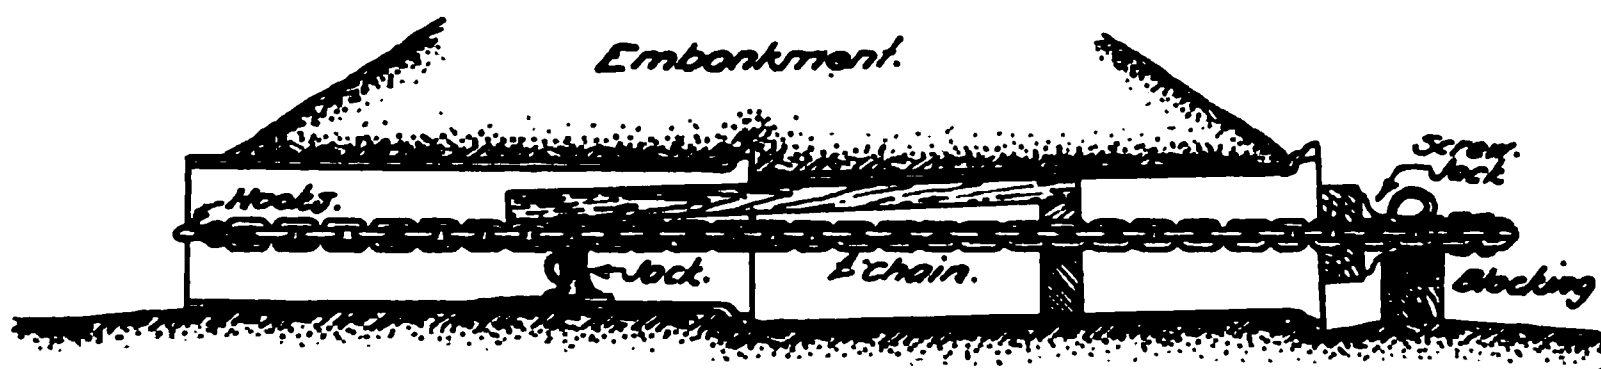 Embankment.
Screw.
Jack
Hooks.
Jack.
chain.
Blocking